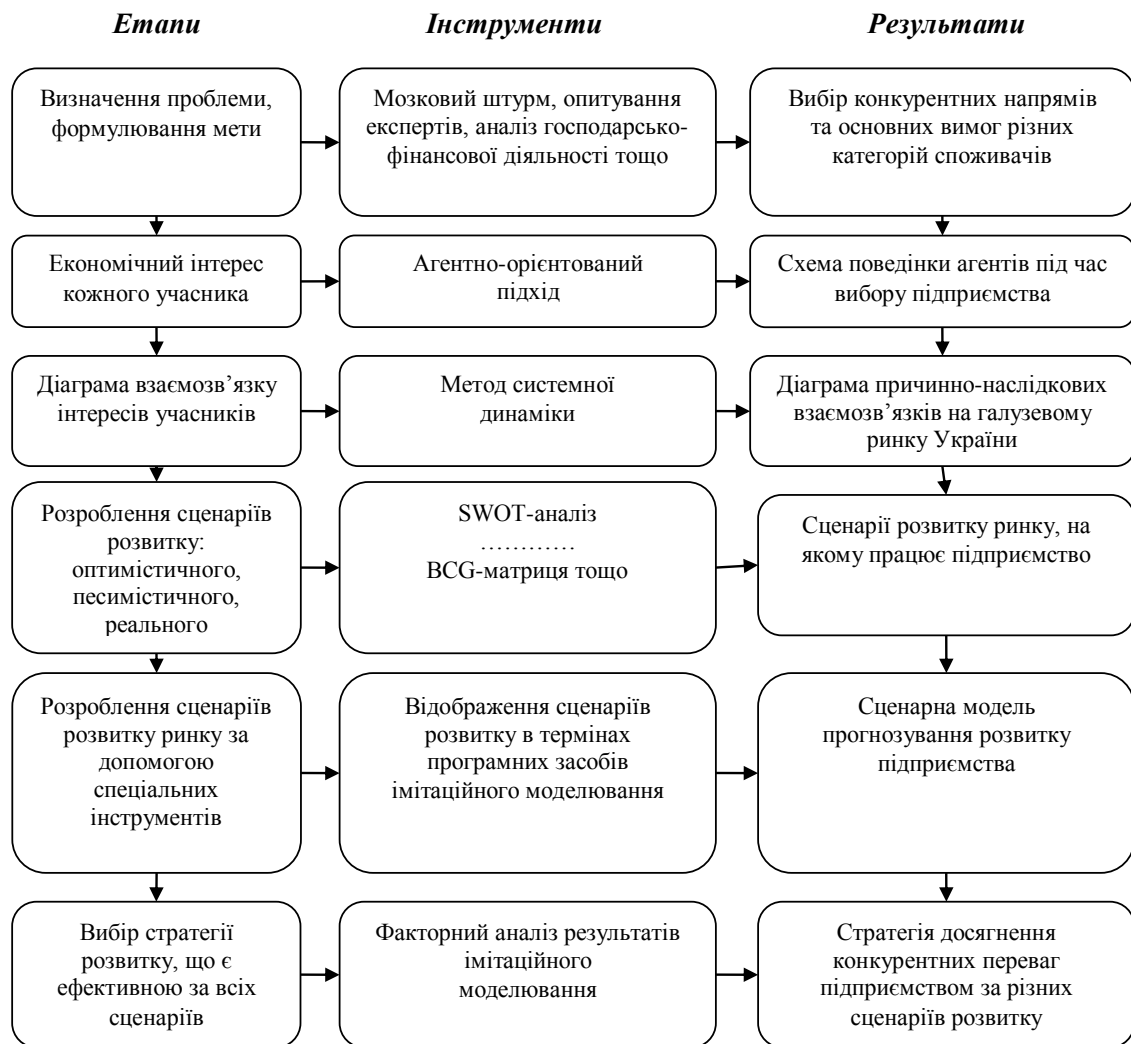 Етапи
Інструменти
Результати
Визначення проблеми,
формулювання мети
Мозковий штурм, опитування
експертів, аналіз господарсько-
фінансової діяльності тощо
Вибір конкурентних напрямів
та основних вимог різних
категорій споживачів
Економічний інтерес
кожного учасника
Агентно-орієнтований
підхід
Схема поведінки агентів під час
вибору підприємства
Діаграма взаємозв’язку
інтересів учасників
Метод системної
динаміки
Діаграма причинно-наслідкових
взаємозв’язків на галузевому
ринку України
Розроблення сценаріїв
розвитку:
оптимістичного,
песимістичного,
реального
SWOT-аналіз
…………
BCG-матриця тощо
Сценарії розвитку ринку, на
якому працює підприємство
Розроблення сценаріїв
розвитку ринку за
допомогою
спеціальних
інструментів
Відображення сценаріїв
розвитку в термінах
програмних засобів
імітаційного моделювання
Сценарна модель
прогнозування розвитку
підприємства
Вибір стратегії
розвитку, що є
ефективною за всіх
сценаріїв
Факторний аналіз результатів
імітаційного
моделювання
Стратегія досягнення
конкурентних переваг
підприємством за різних
сценаріїв розвитку